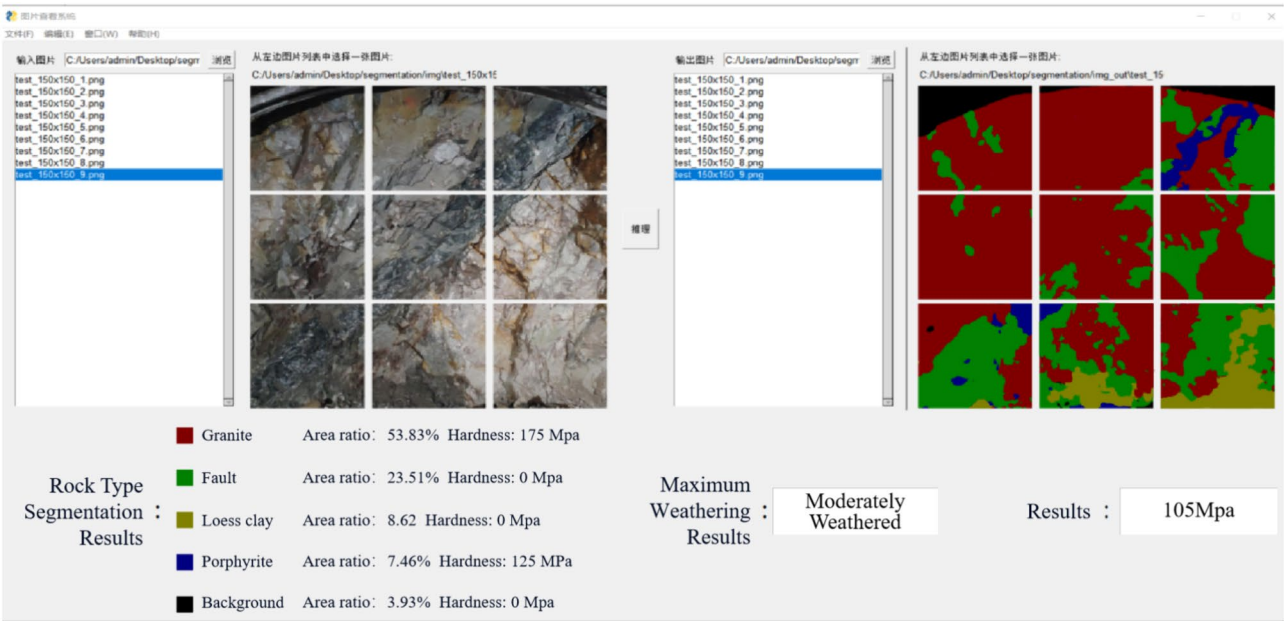 图片查看系统
文件(F) 编辑(E) 窗口(W) 帮助(H)
输入图片 C:/Users/admin/Desktop/segm 浏览
test_150x150_1.png
test_150x150_2.png
test_150x150_3.png
test_150x150_4.png
test_150x150_5.png
test_150x150_6.png
test_150x150_7.png
test_150x150_8.png
test_150x150_9.png
从左边图片列表中选择一张图片:
C:/Users/admin/Desktop/segmentation/img\test_150x15
推理
输出图片 C:/Users/admin/Desktop/segm 浏览
test_150x150_1.png
test_150x150_2.png
test_150x150_3.png
test_150x150_4.png
test_150x150_5.png
test_150x150_6.png
test_150x150_7.png
test_150x150_8.png
test_150x150_9.png
从左边图片列表中选择一张图片:
C:/Users/admin/Desktop/segmentation/img_out\test_15
Rock Type
Segmentation :
Results
Granite Area ratio: 53.83% Hardness: 175 Mpa
Fault Area ratio: 23.51% Hardness: 0 Mpa
Loess clay Area ratio: 8.62 Hardness: 0 Mpa
Porphyrite Area ratio: 7.46% Hardness: 125 MPa
Background Area ratio: 3.93% Hardness: 0 Mpa
Maximum
Weathering :
Results
Moderately
Weathered
Results : 105Mpa